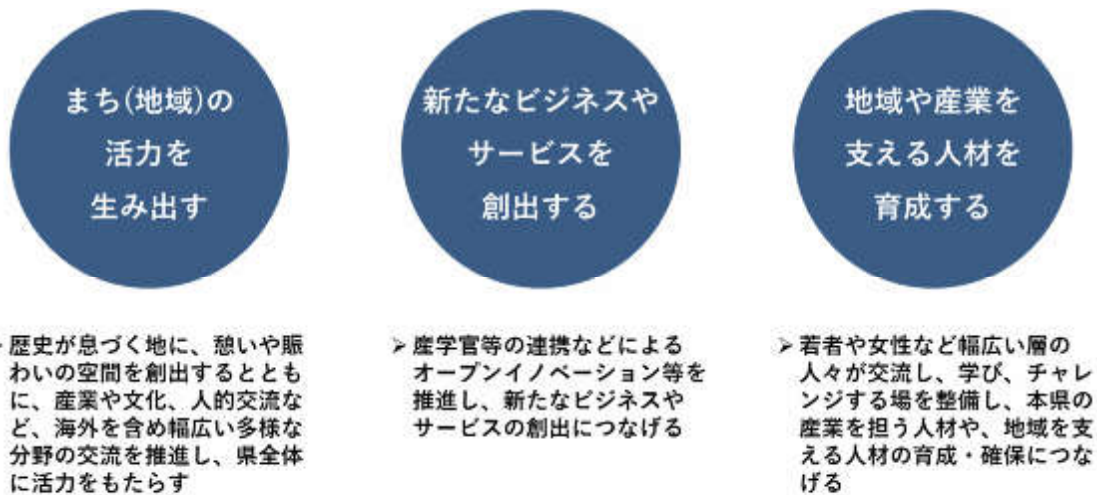 まち(地域)の
活力を
生み出す
新たなビジネスや
サービスを
創出する
地域や産業を
支える人材を
育成する
➢ 歴史が息づく地に、憩いや賑
わいの空間を創出するととも
に、産業や文化、人的交流な
ど、海外を含め幅広い多様な
分野の交流を推進し、県全体
に活力をもたらす
➢ 産学官等の連携などによる
オープンイノベーション等を
推進し、新たなビジネスや
サービスの創出につなげる
➢ 若者や女性など幅広い層の
人々が交流し、学び、チャレ
ンジする場を整備し、本県の
産業を担う人材や、地域を支
える人材の育成・確保につな
げる